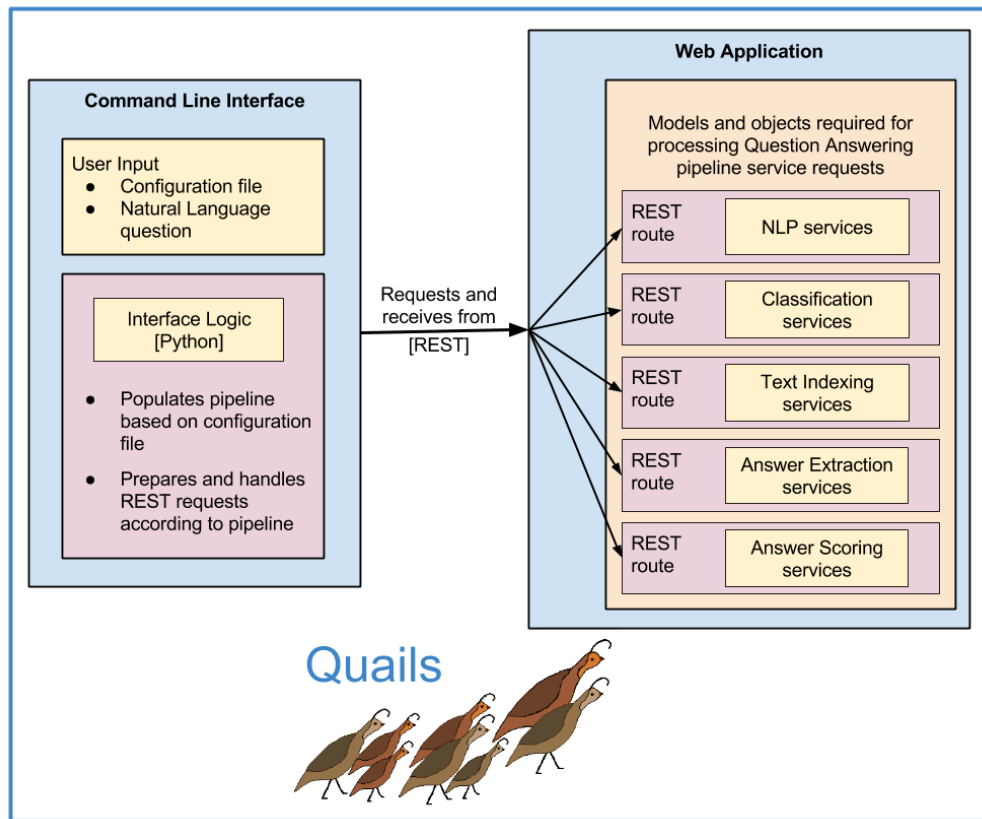 Command Line Interface
User Input
● Configuration file
● Natural Language
question
Interface Logic
[Python]
● Populates pipeline
based on configuration
file
● Prepares and handles
REST requests
according to pipeline
Requests and
receives from
[REST]
Web Application
Models and objects required for
processing Question Answering
pipeline service requests
REST
route
NLP services
REST
route
Classification
services
REST
route
Text Indexing
services
REST
route
Answer Extraction
services
REST
route
Answer Scoring
services
Quails